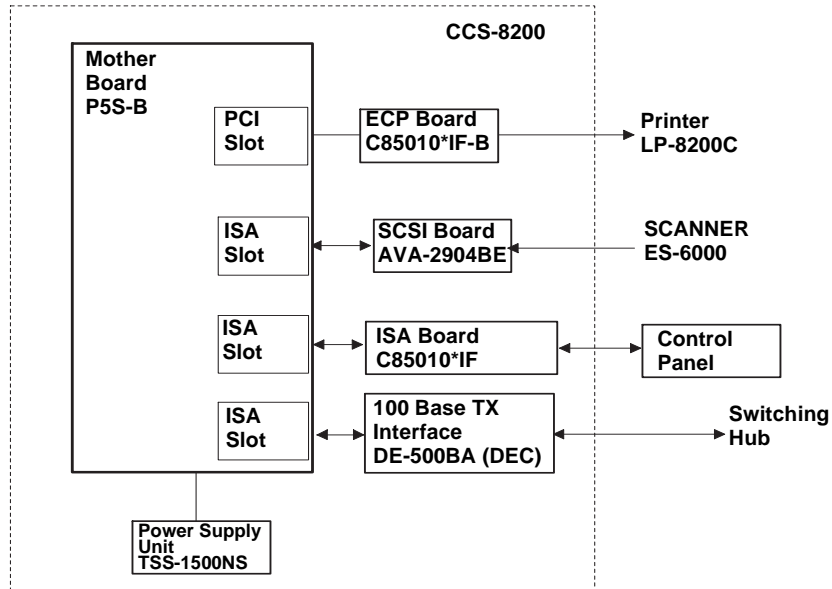 CCS-8200
Mother
Board
P5S-B
PCI
Slot
ECP Board
C85010*IF-B
Printer
LP-8200C
ISA
Slot
SCSI Board
AVA-2904BE
SCANNER
ES-6000
ISA
Slot
ISA Board
C85010*IF
Control
Panel
ISA
Slot
100 Base TX
Interface
DE-500BA (DEC)
Switching
Hub
Power Supply
Unit
TSS-1500NS